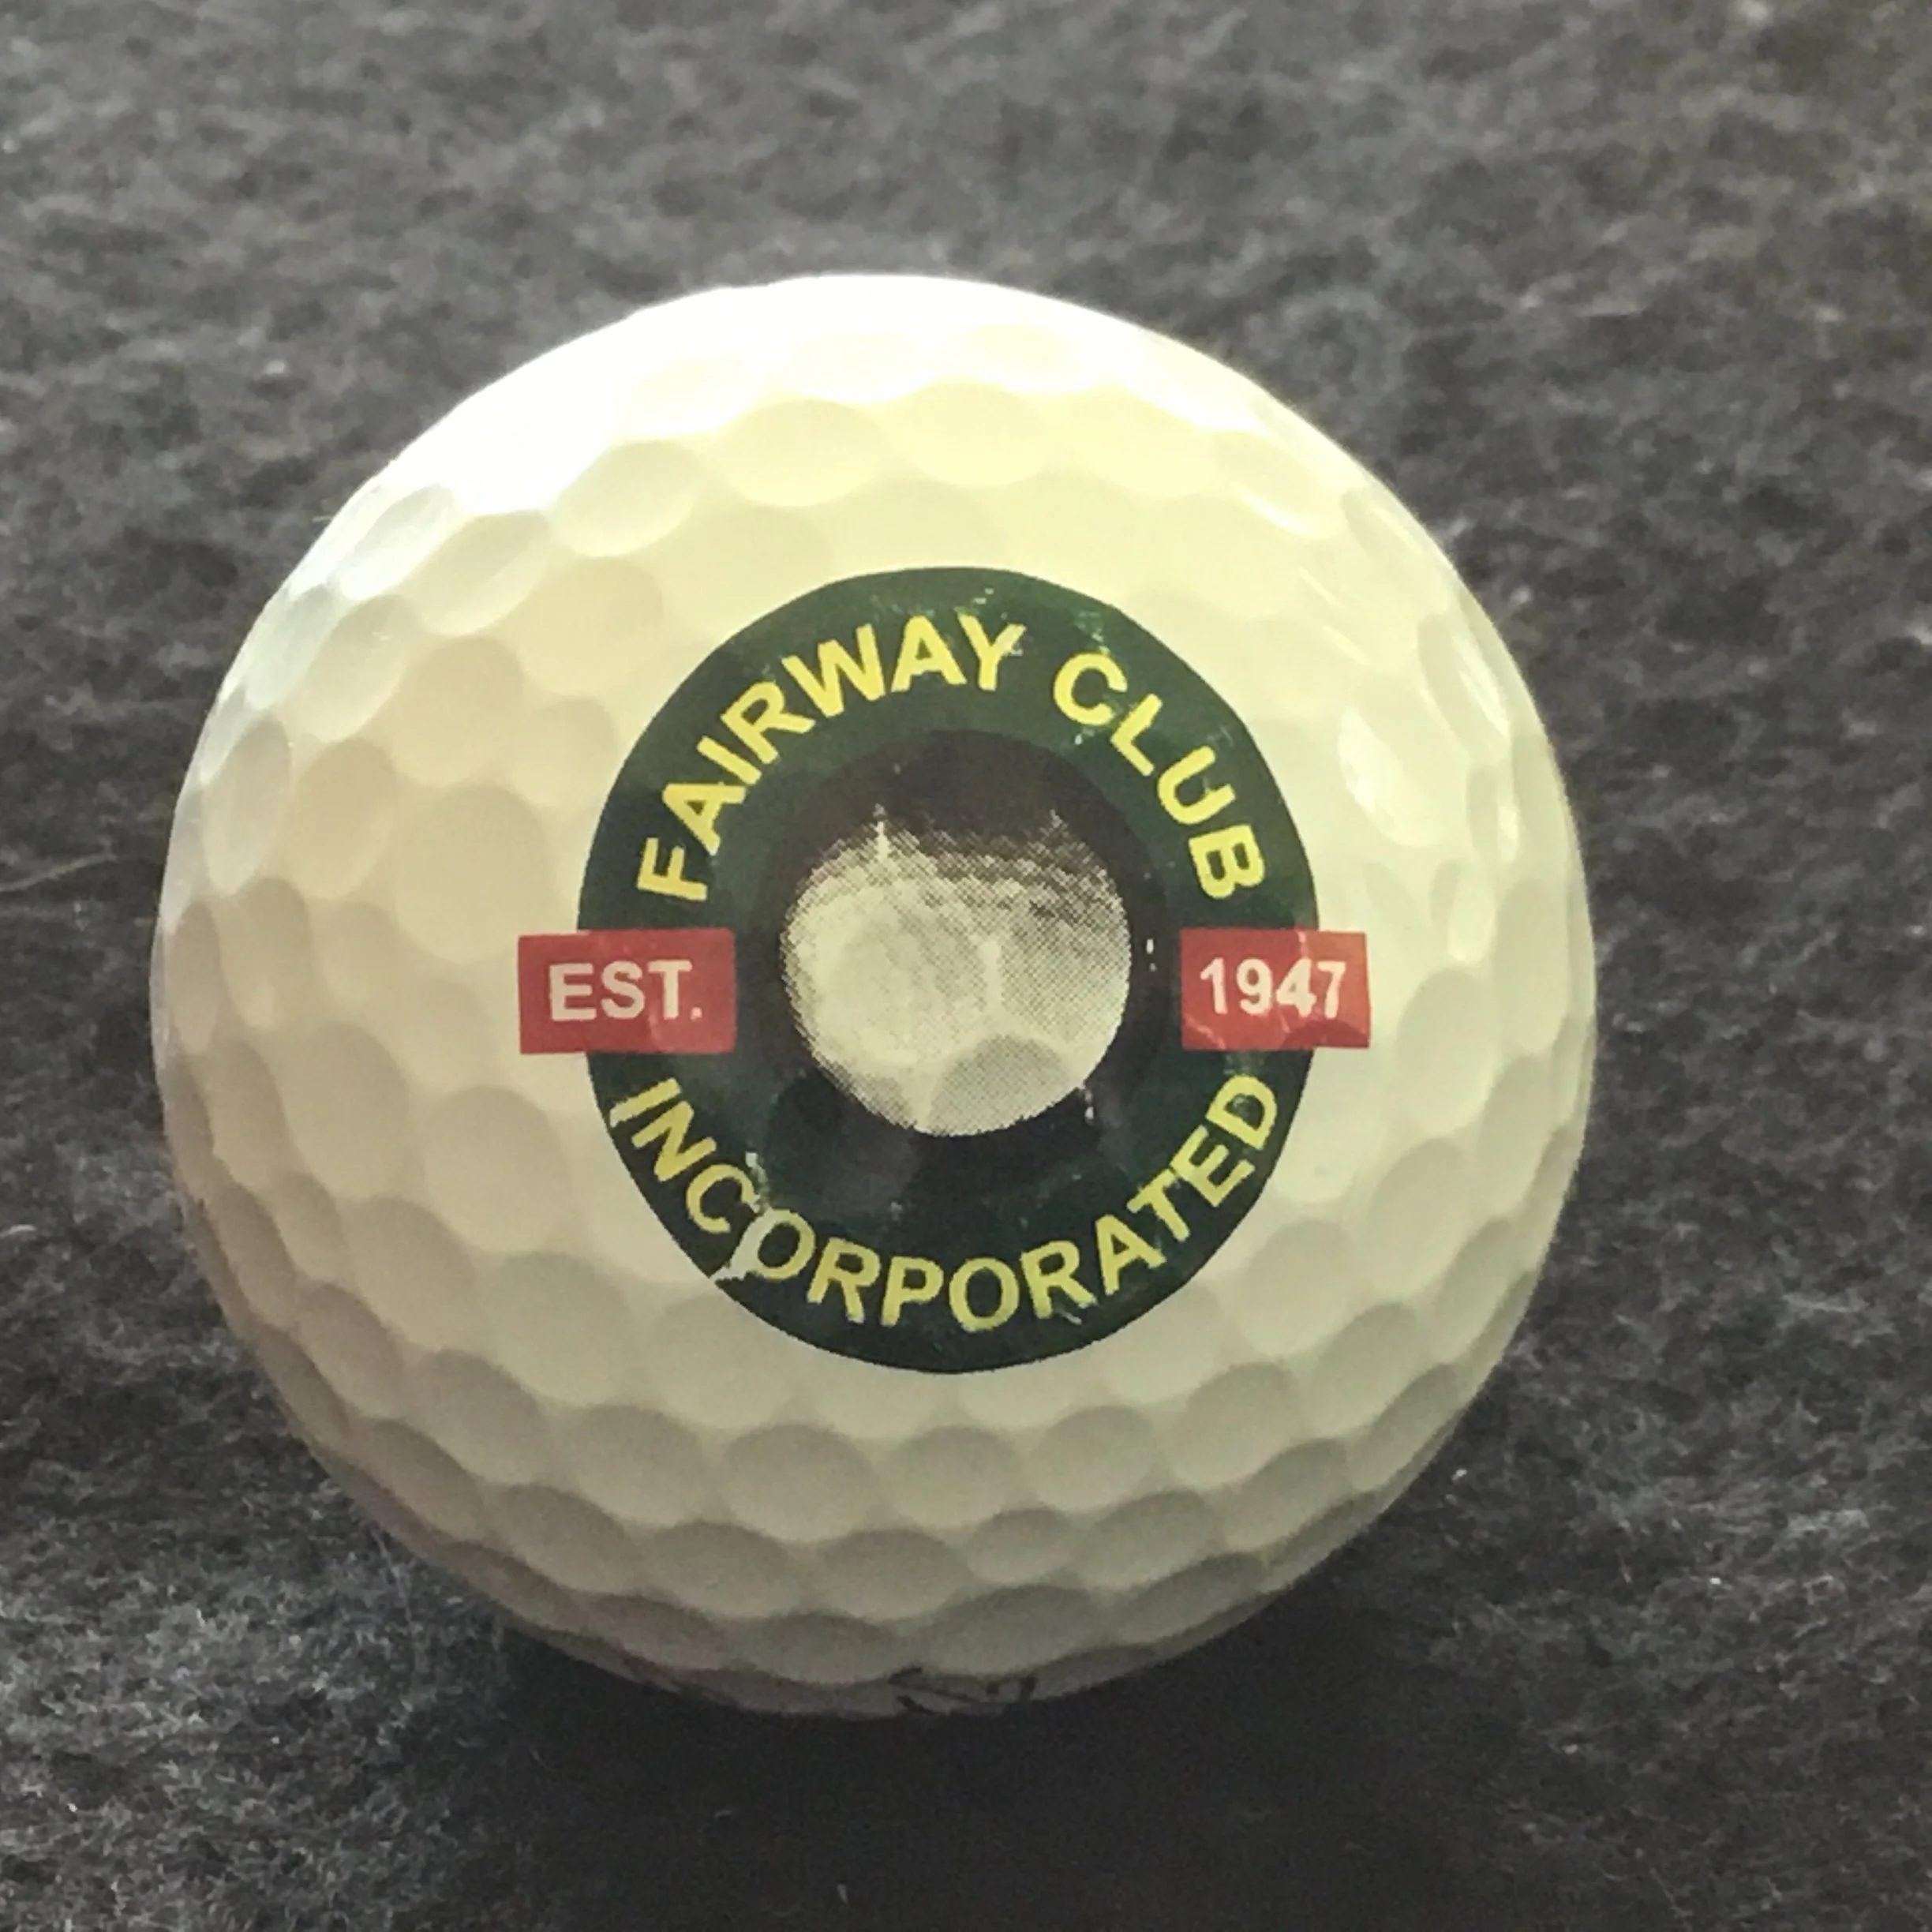 FAIRWAY CLUB
EST.
1947
INCORPORATED